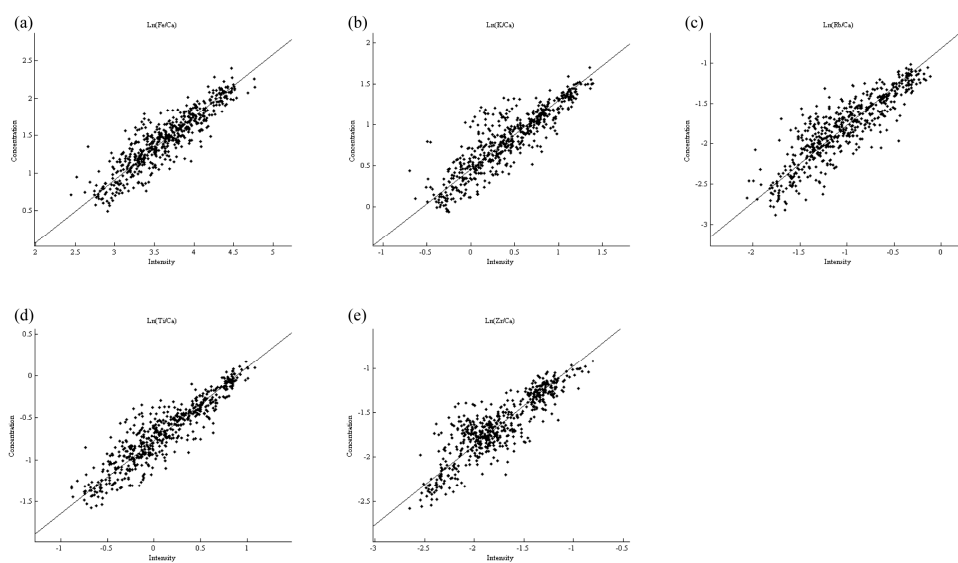 (a)
Ln(Fe/Ca)
2.5
2
1.5
1
0.5
Concentration
2 2.5 3 3.5 4 4.5 5
Intensity
(b)
Ln(K/Ca)
2
1.5
1
0.5
0
Concentration
-1 -0.5 0 0.5 1 1.5
Intensity
(c)
Ln(Rb/Ca)
-1
-1.5
-2
-2.5
-3
Concentration
-2 -1.5 -1 -0.5 0
Intensity
(d)
Ln(Ti/Ca)
0.5
0
-0.5
-1
-1.5
Concentration
-1 -0.5 0 0.5 1
Intensity
(e)
Ln(Zr/Ca)
-1
-1.5
-2
-2.5
Concentration
-3 -2.5 -2 -1.5 -1 -0.5
Intensity